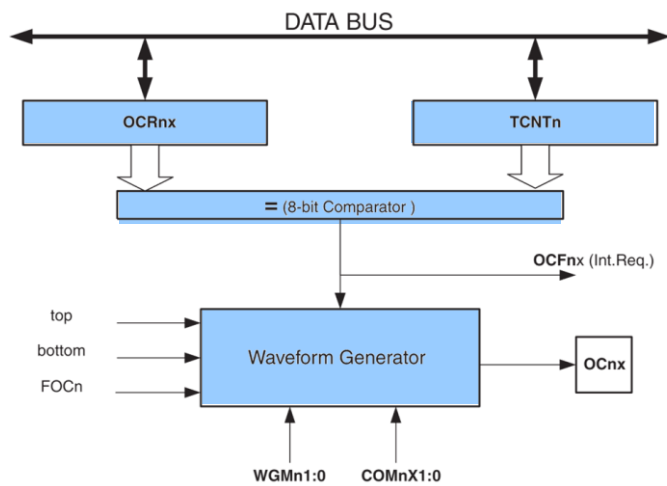 DATA BUS
OCRnx
TCNTn
= (8-bit Comparator )
OCFnx (Int.Req.)
top
bottom
FOCn
Waveform Generator
OCnx
WGMn1:0
COMnX1:0